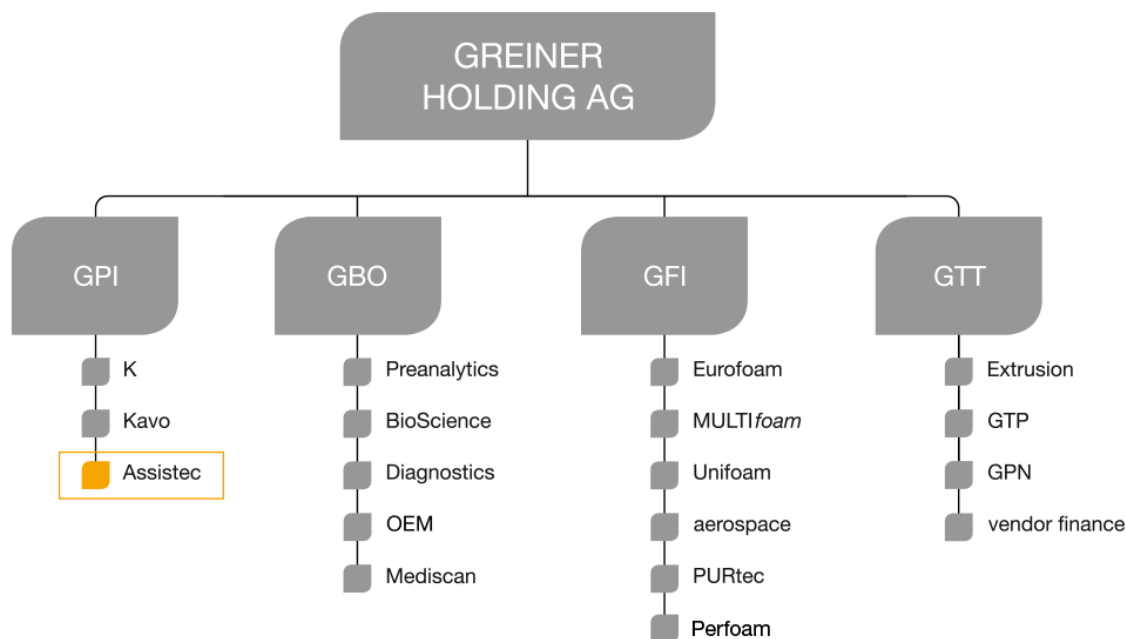 GREINER
HOLDING AG
GPI
GBO
GFI
GTT
K
Kavo
Assistec
Preanalytics
BioScience
Diagnostics
OEM
Mediscan
Eurofoam
MULTIfoam
Unifoam
aerospace
PURtec
Perfoam
Extrusion
GTP
GPN
vendor finance